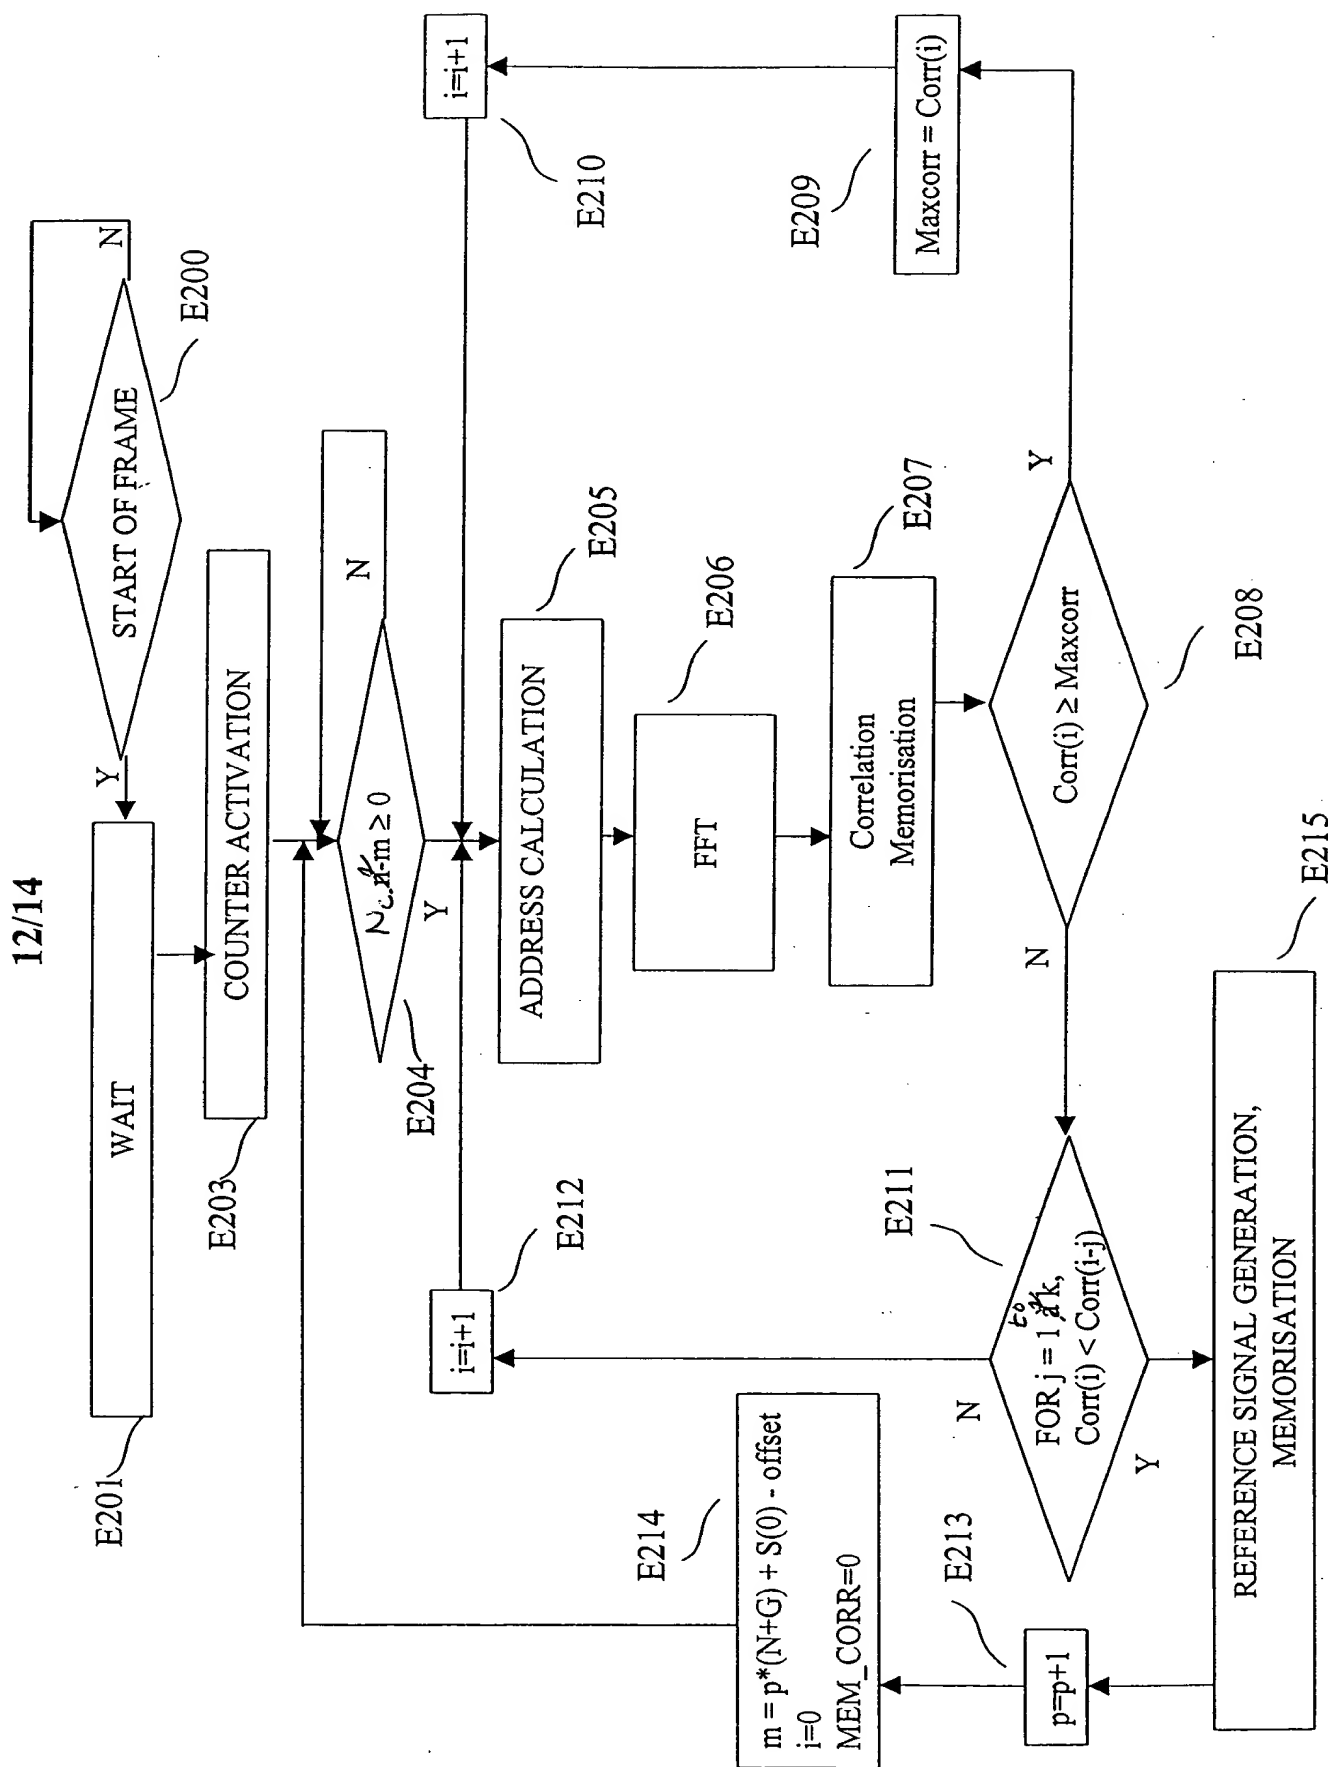 12/14
START OF FRAME
N
Y
E200
WAIT
E201
COUNTER ACTIVATION
E203
Nc-m ≥ 0
N
Y
E204
i=i+1
E210
i=i+1
E212
ADDRESS CALCULATION
E205
FFT
E206
Correlation
Memorisation
E207
Corr(i) ≥ Maxcorr
Y
N
E208
Maxcorr = Corr(i)
E209
FOR j = 1 to k,
Corr(i) < Corr(i-j)
N
Y
E211
REFERENCE SIGNAL GENERATION,
MEMORISATION
E215
p=p+1
E213
m = p*(N+G) + S(0) - offset
i=0
MEM_CORR=0
E214